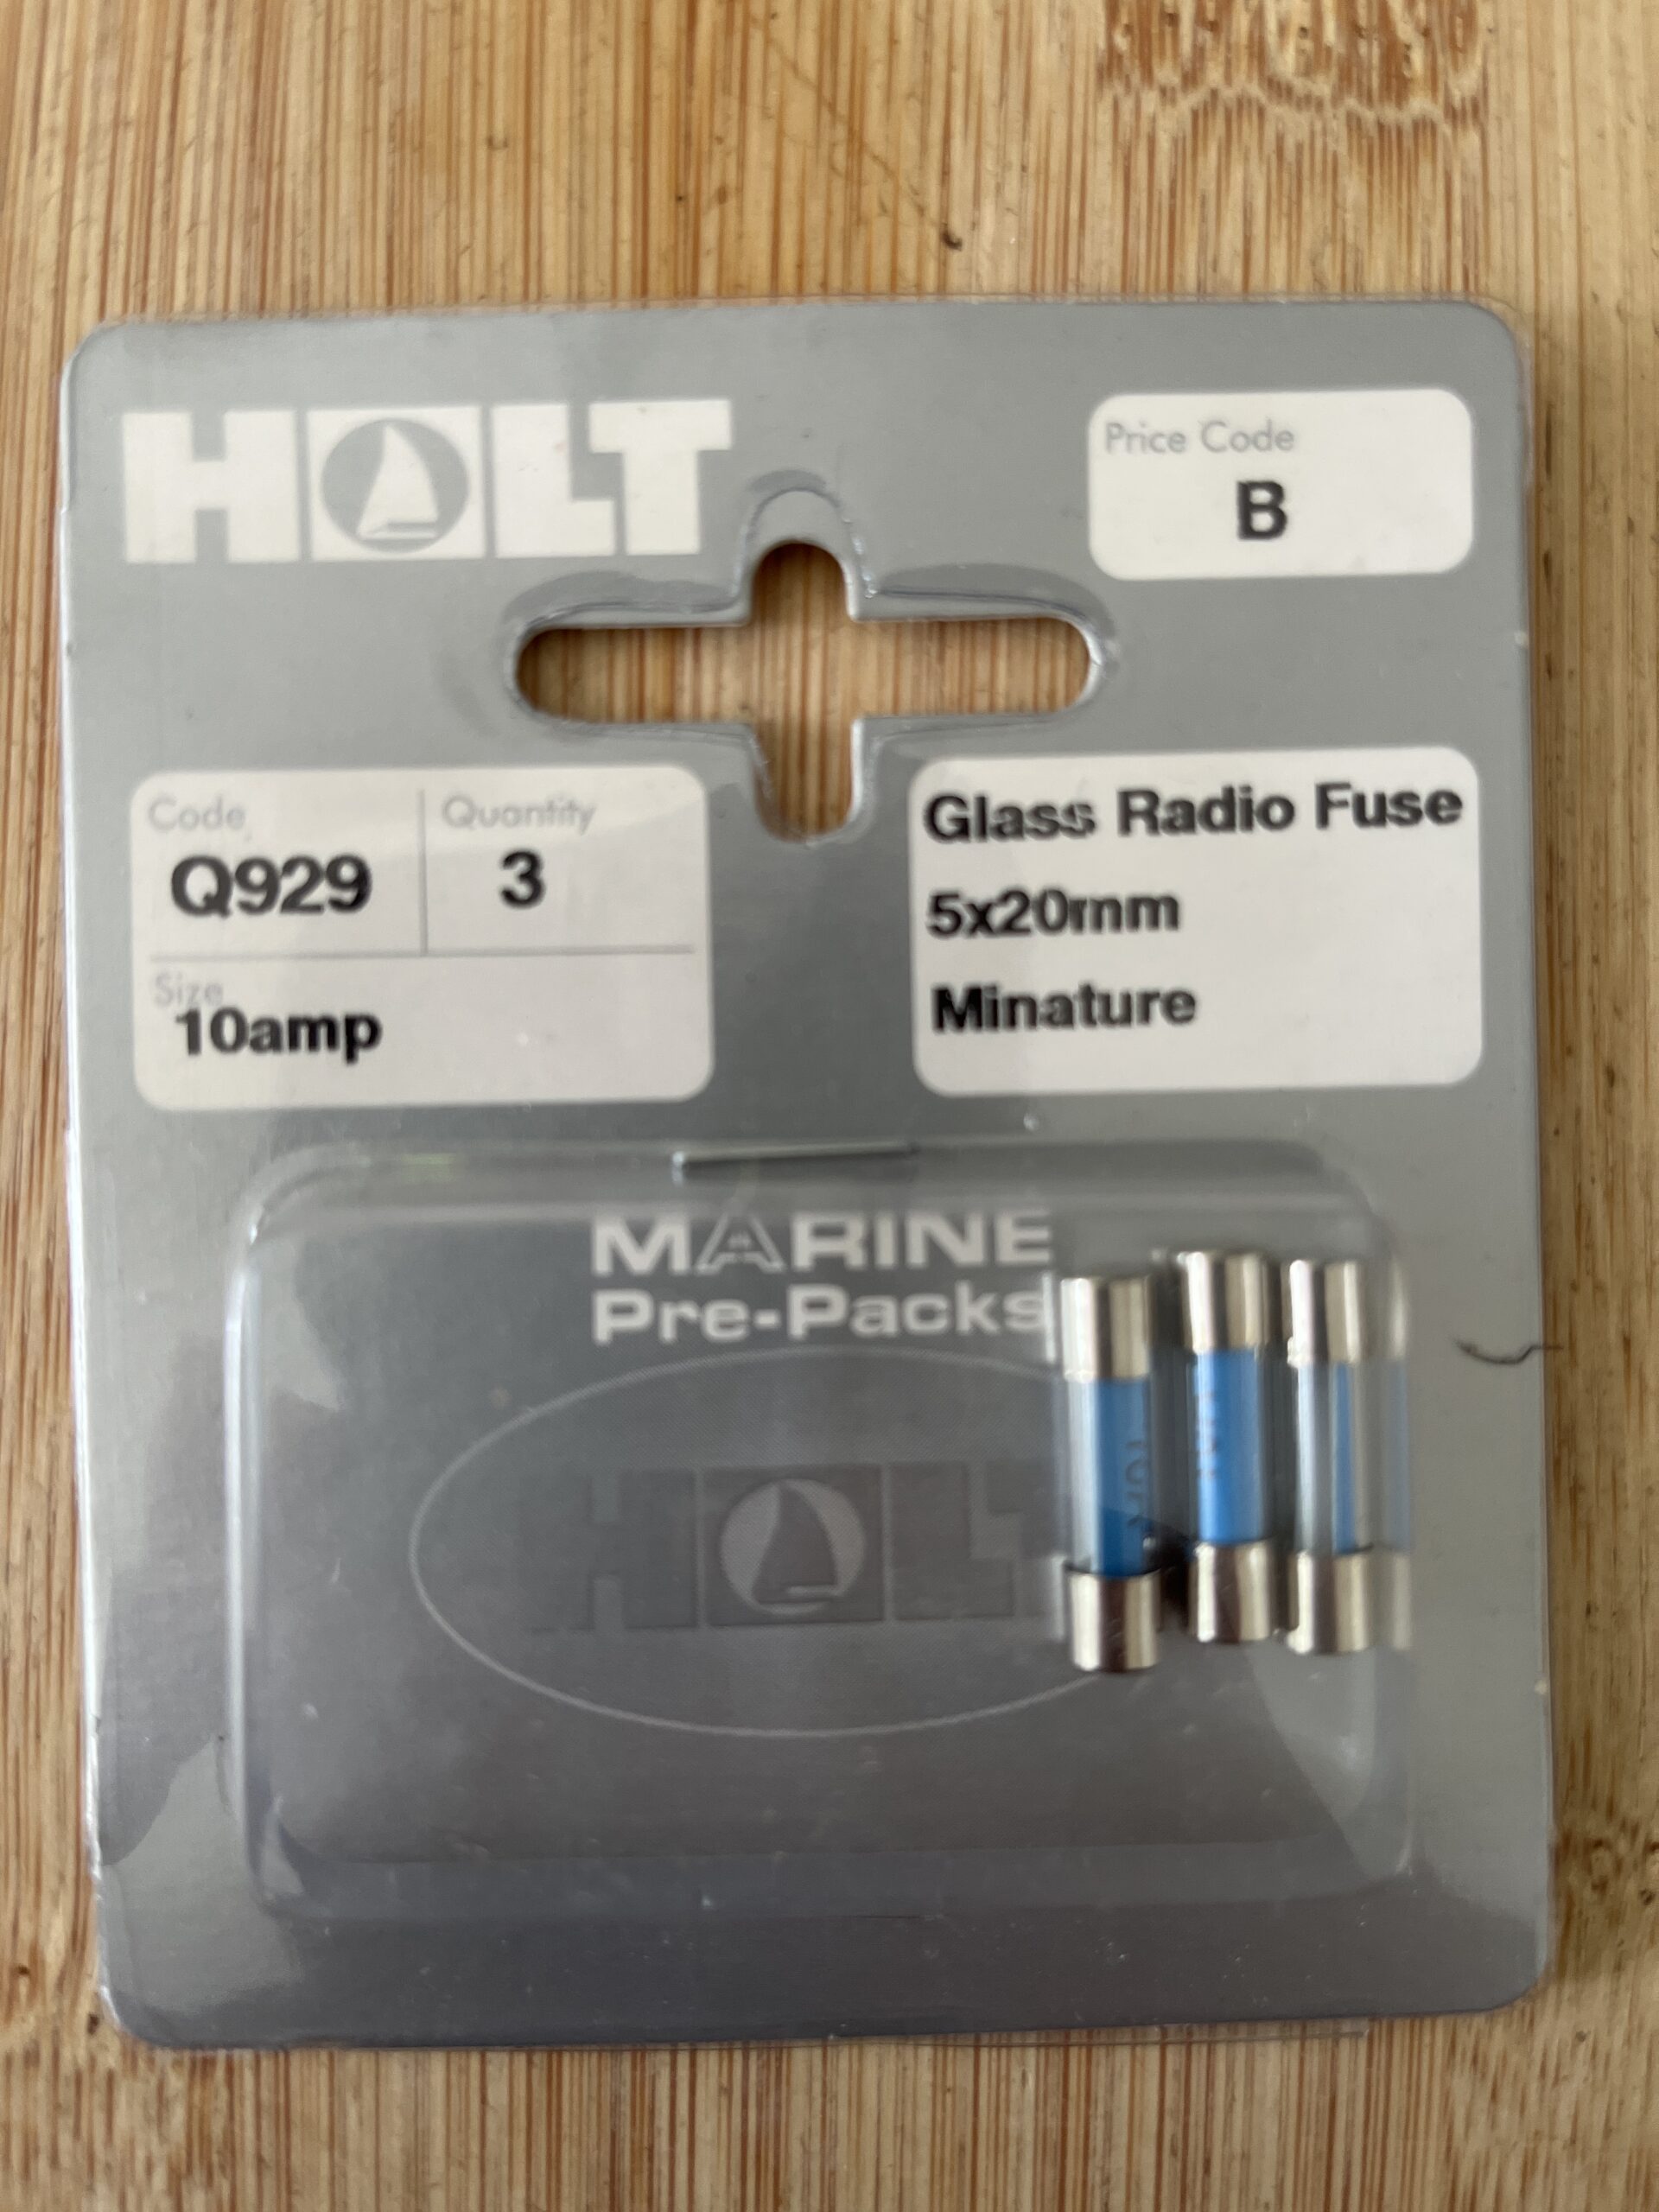 HOLT
Price Code
B
Code
Q929
Quantity
3
Size
10amp
Glass Radio Fuse
5x20mm
Minature
MARINE
Pre-Packs
HOLT